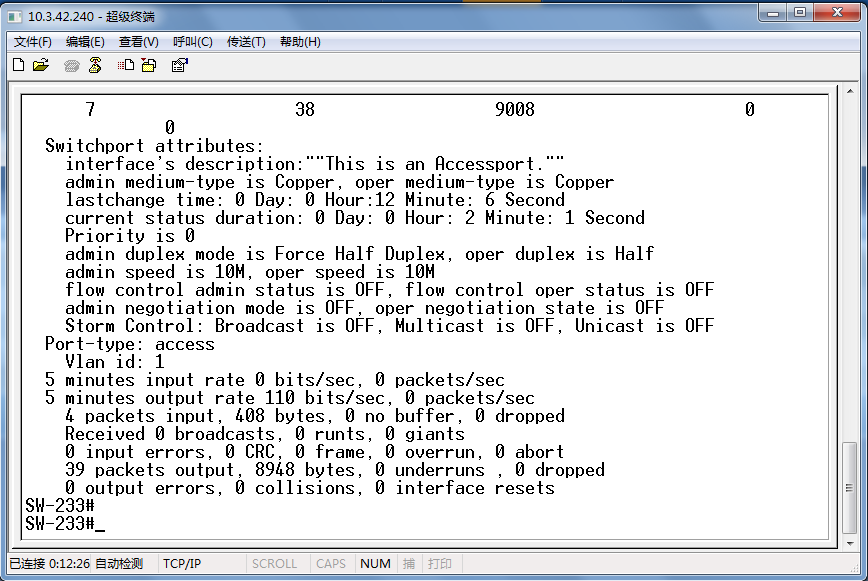 10.3.42.240 - 超级终端
文件(F) 编辑(E) 查看(V) 呼叫(C) 传送(T) 帮助(H)
7 38 9008 0
0
Switchport attributes:
interface's description:""This is an Accessport.""
admin medium-type is Copper, oper medium-type is Copper
lastchange time: 0 Day: 0 Hour:12 Minute: 6 Second
current status duration: 0 Day: 0 Hour: 2 Minute: 1 Second
Priority is 0
admin duplex mode is Force Half Duplex, oper duplex is Half
admin speed is 10M, oper speed is 10M
flow control admin status is OFF, flow control oper status is OFF
admin negotiation mode is OFF, oper negotiation state is OFF
Storm Control: Broadcast is OFF, Multicast is OFF, Unicast is OFF
Port-type: access
Vlan id: 1
5 minutes input rate 0 bits/sec, 0 packets/sec
5 minutes output rate 110 bits/sec, 0 packets/sec
4 packets input, 408 bytes, 0 no buffer, 0 dropped
Received 0 broadcasts, 0 runts, 0 giants
0 input errors, 0 CRC, 0 frame, 0 overrun, 0 abort
39 packets output, 8948 bytes, 0 underruns , 0 dropped
0 output errors, 0 collisions, 0 interface resets
SW-233#
SW-233#_
已连接 0:12:26 自动检测 TCP/IP SCROLL CAPS NUM 捕 打印